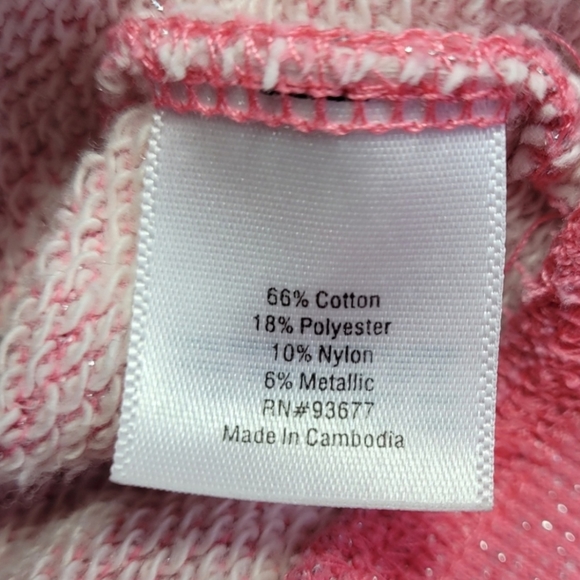 66% Cotton
18% Polyester
10% Nylon
6% Metallic
RN#93677
Made In Cambodia